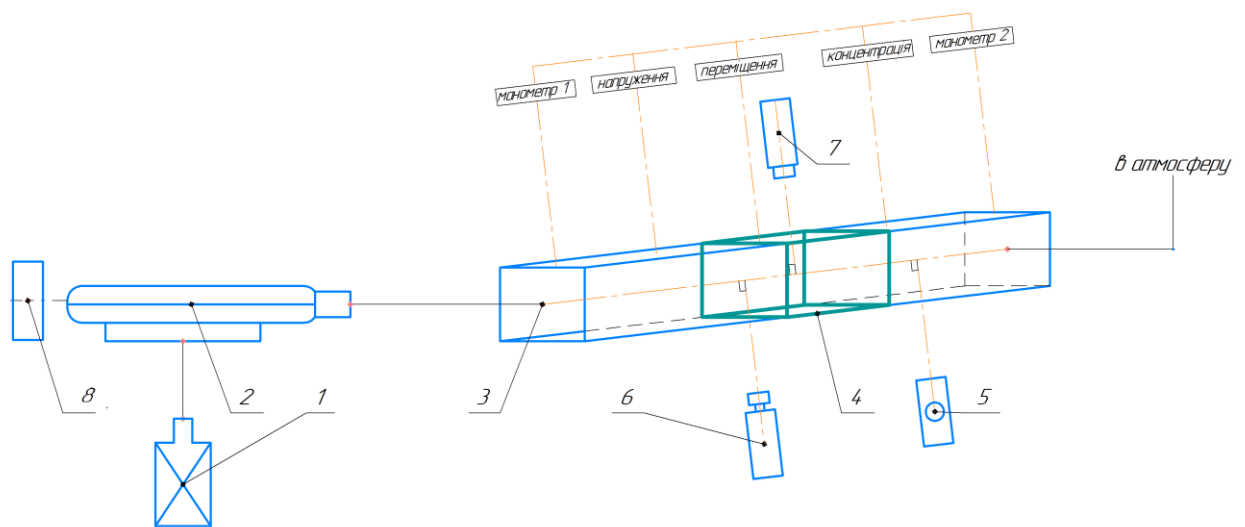 манометр 1
напруження
переміщення
концентрація
манометр 2
7
в атмосферу
8
2
1
3
6
4
5